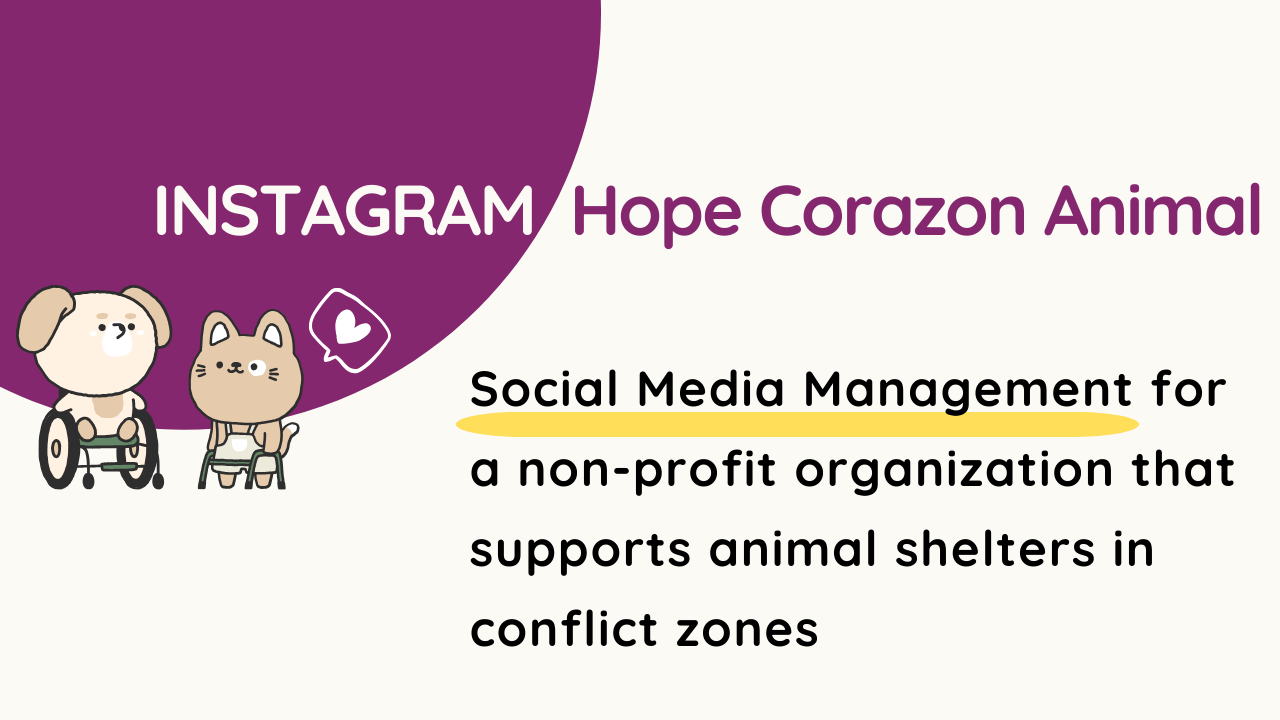 INSTAGRAM Hope Corazon Animal
Social Media Management for
a non-profit organization that
supports animal shelters in
conflict zones